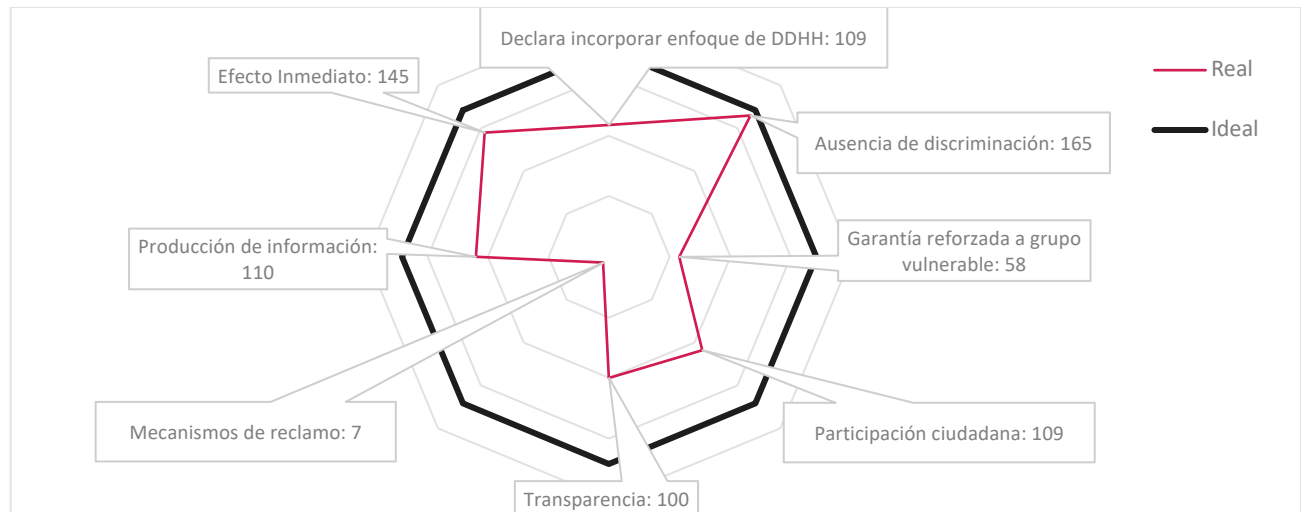 Declara incorporar enfoque de DDHH: 109
Efecto Inmediato: 145
Real
Ideal
Ausencia de discriminación: 165
Producción de información:
110
Garantía reforzada a grupo
vulnerable: 58
Mecanismos de reclamo: 7
Participación ciudadana: 109
Transparencia: 100